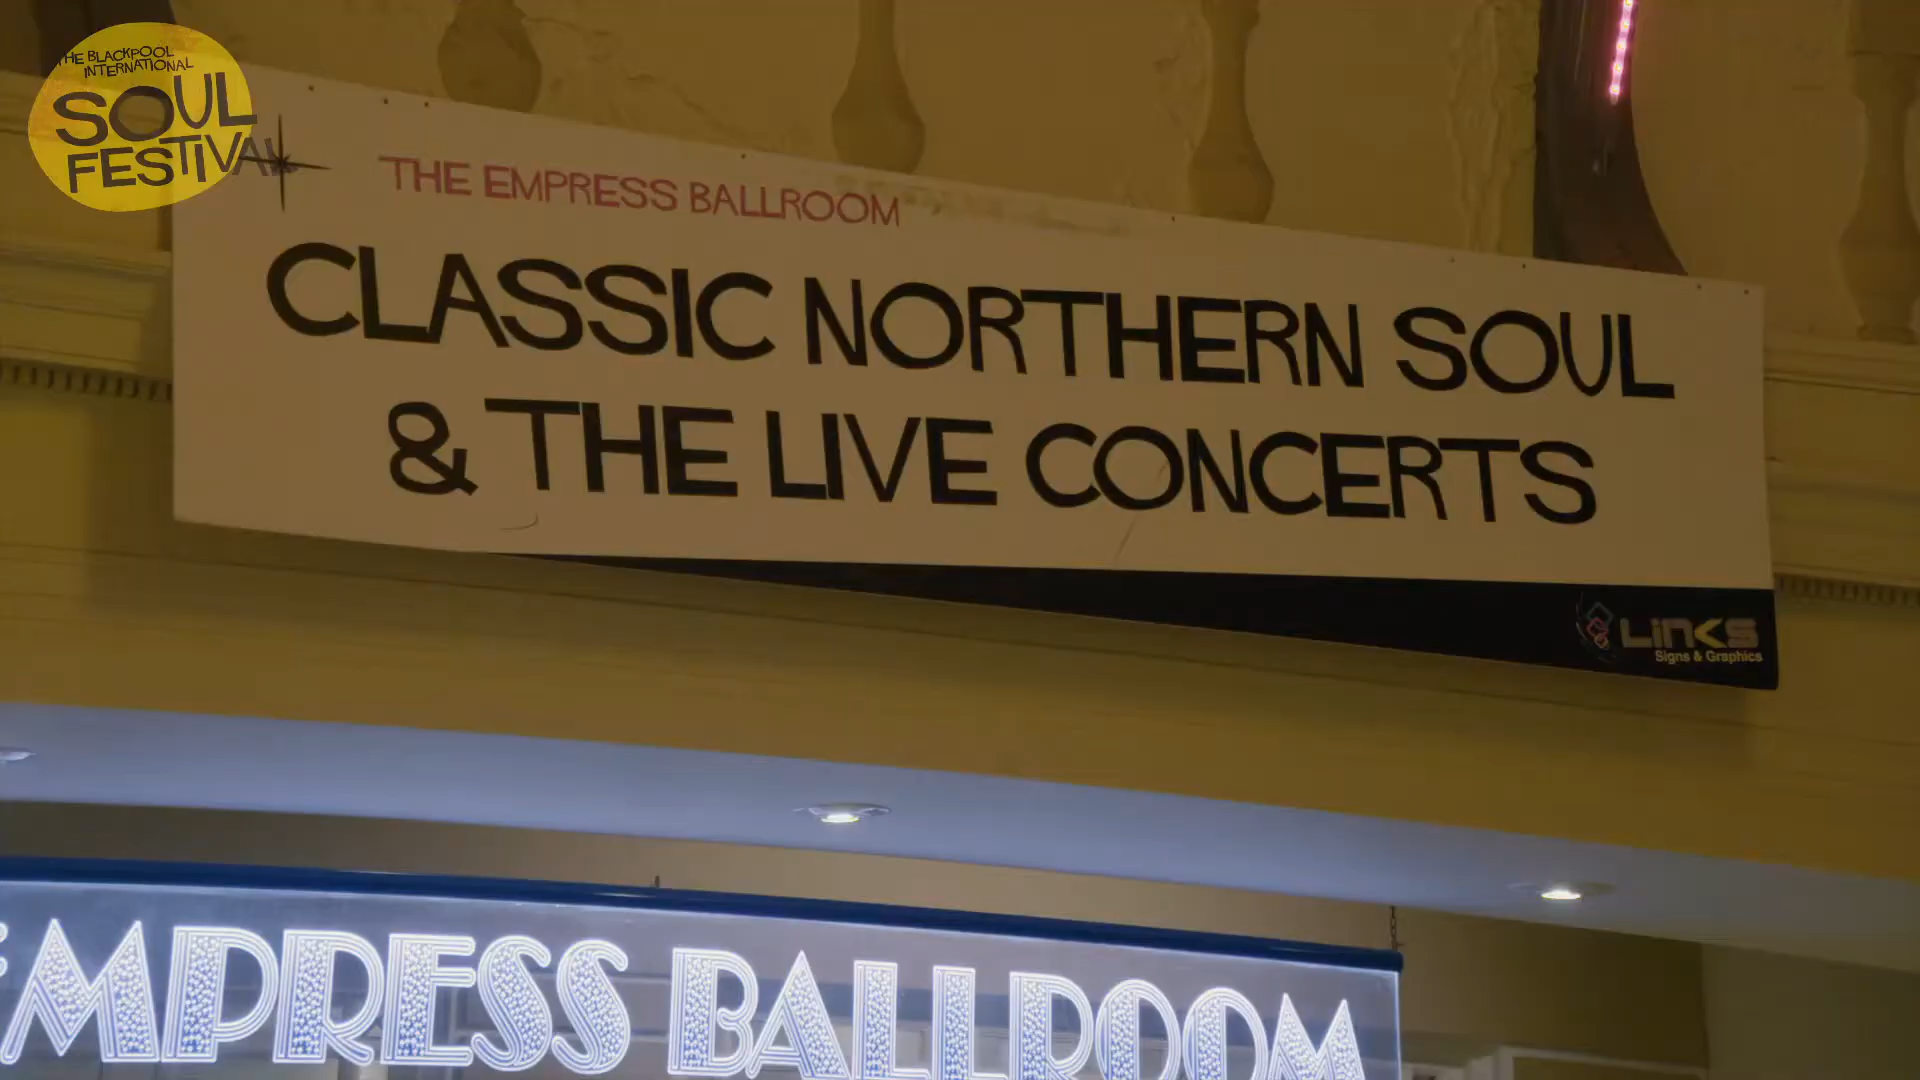 THE BLACKPOOL
INTERNATIONAL
SOUL
FESTIVAL
THE EMPRESS BALLROOM
CLASSIC NORTHERN SOUL
& THE LIVE CONCERTS
LINKS
Signs & Graphics
EMPRESS BALLROOM